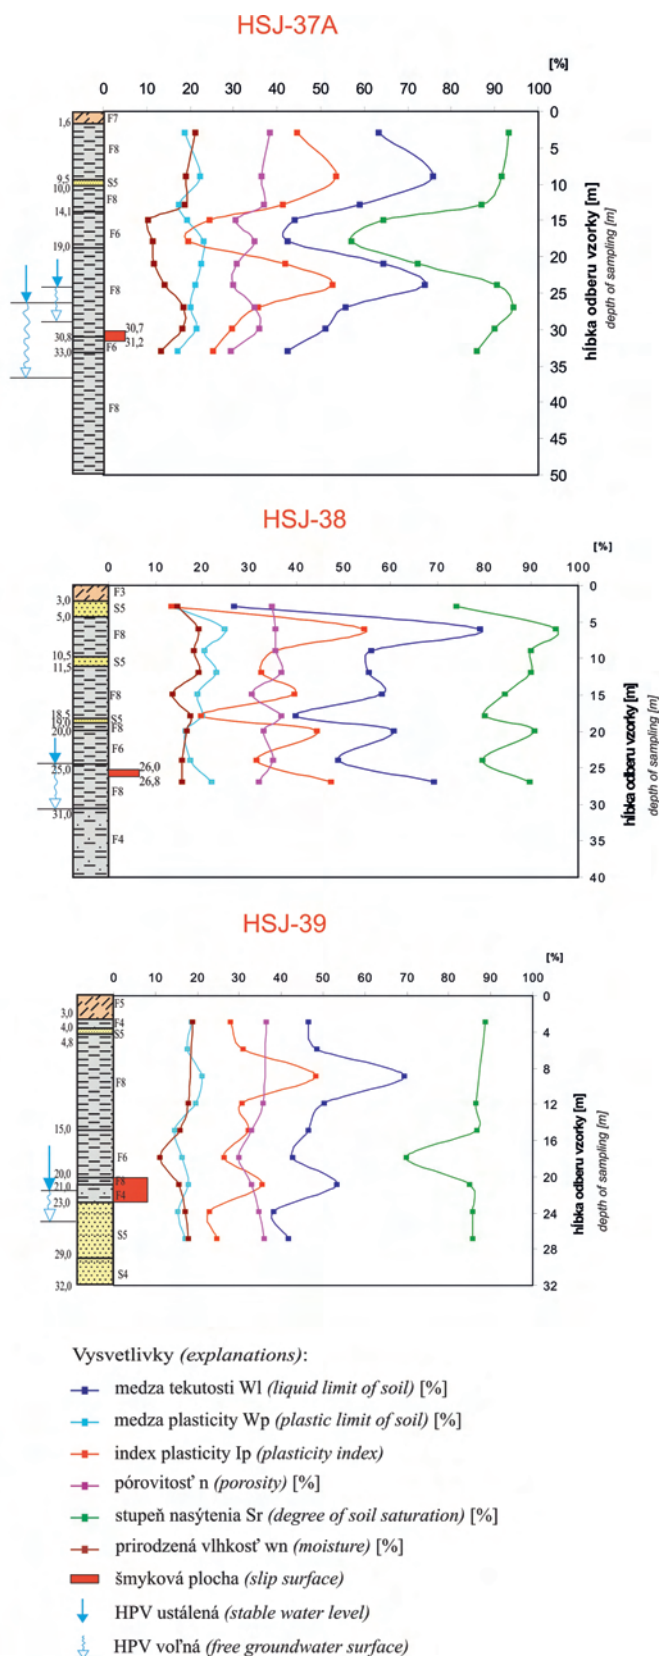 HSJ-37A
[%]
0 10 20 30 40 50 60 70 80 90 100
0
5
10
15
20
25
30
35
40
45
50
1,6
9,5
10,0
14,1
19,0
30,8
33,0
F7
F8
S5
F8
F6
F8
F6
F8
30,7
31,2
hĺbka odberu vzorky [m]
depth of sampling [m]
HSJ-38
[%]
0 20 40 60 80 100
0
5
10
15
20
25
30
35
40
3,0
5,0
10,5
11,5
18,5
19,0
20,0
25,0
31,0
F3
S5
F8
S5
F8
S5
F8
F6
F8
F4
26,0
26,8
hĺbka odberu vzorky [m]
depth of sampling [m]
HSJ-39
[%]
0 10 20 30 40 50 60 70 80 90 100
0
4
8
12
16
20
24
28
32
3,0
4,0
4,8
15,0
20,0
21,0
23,0
29,0
32,0
F5
F4
S5
F8
F6
F8
F4
S5
S4
hĺbka odberu vzorky [m]
depth of sampling [m]
Vysvetlivky (explanations):
medza tekutosti Wl (liquid limit of soil) [%]
medza plasticity Wp (plastic limit of soil) [%]
index plasticity Ip (plasticity index)
pórovitosť n (porosity) [%]
stupeň nasýtenia Sr (degree of soil saturation) [%]
prirodzená vlhkosť wn (moisture) [%]
šmyková plocha (slip surface)
HPV ustálená (stable water level)
HPV voľná (free groundwater surface)